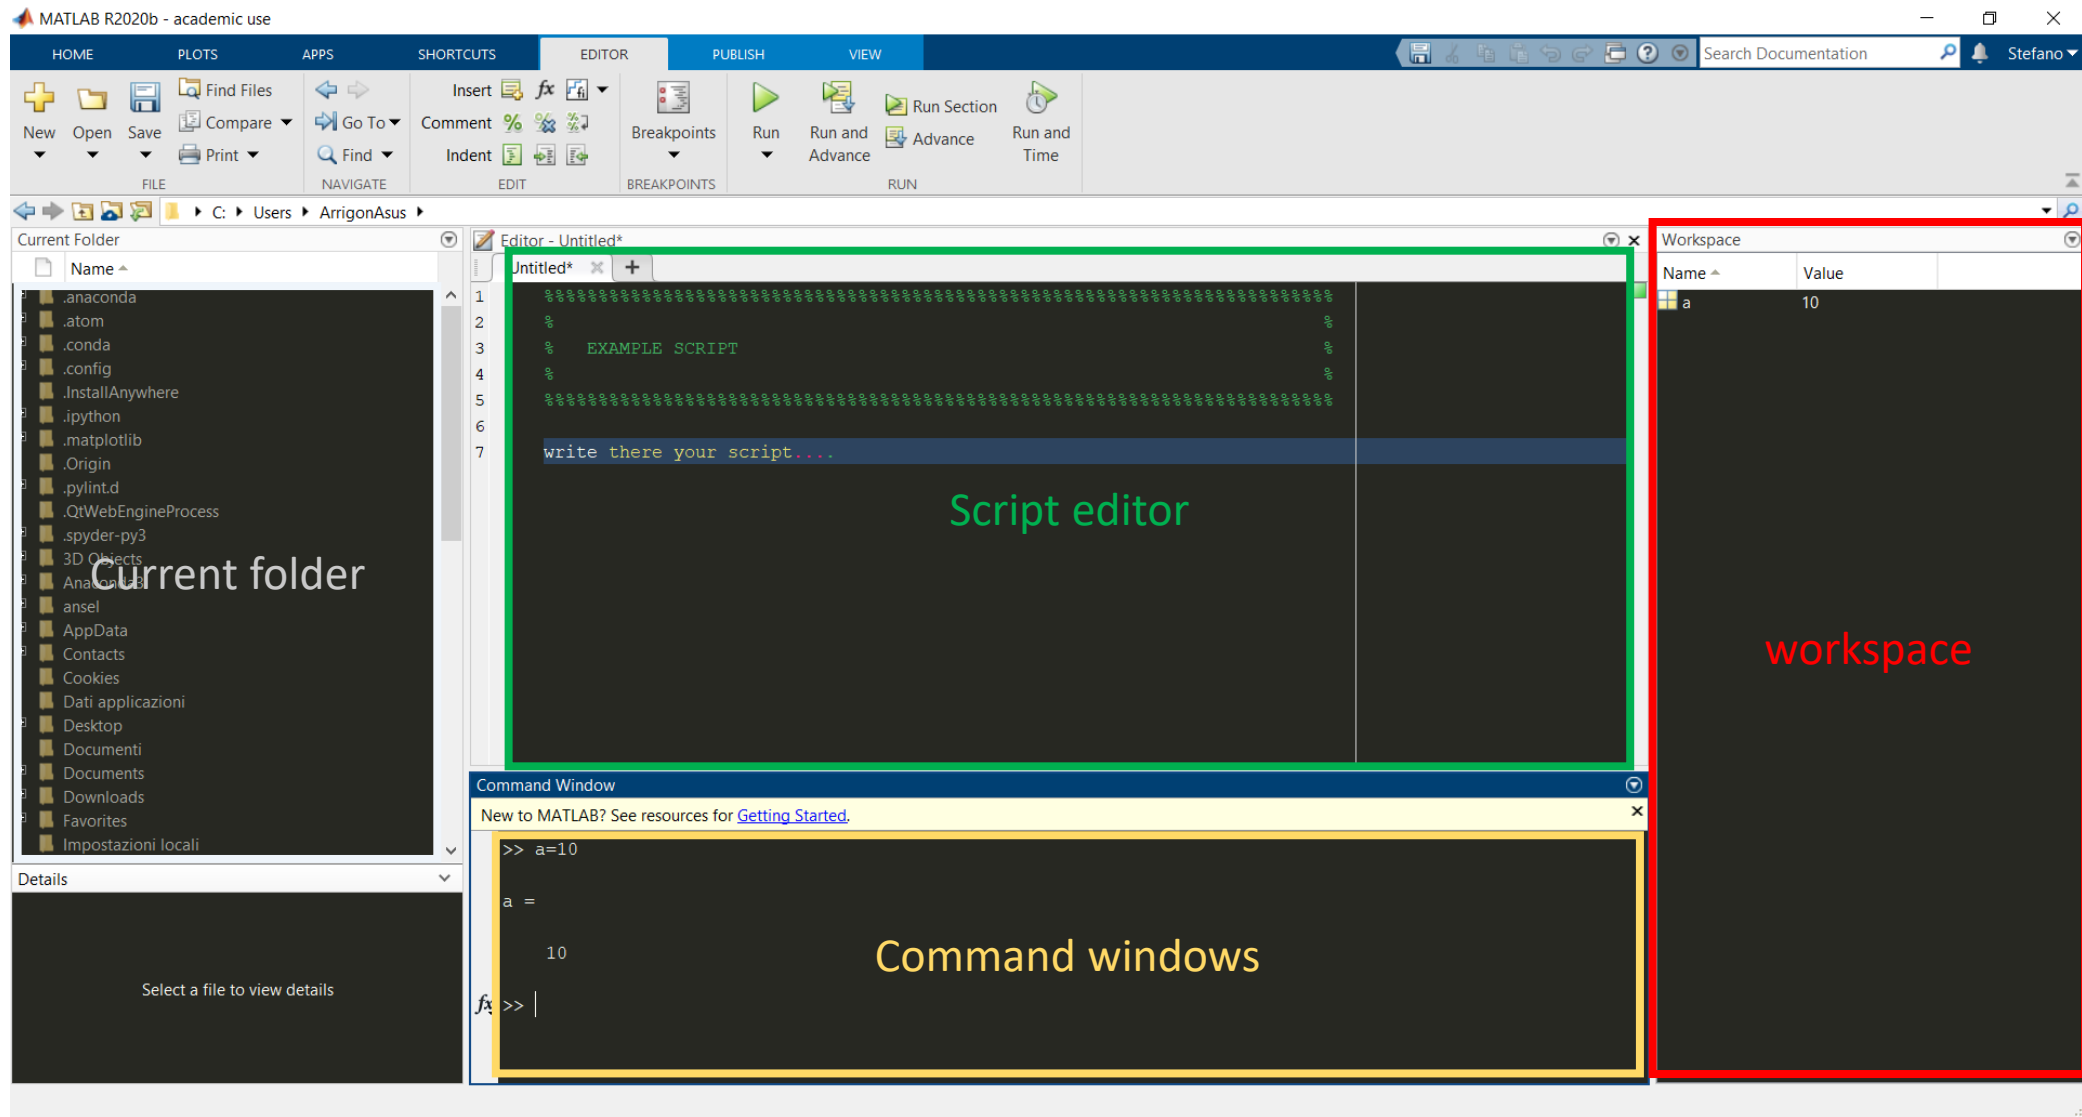 MATLAB R2020b - academic use
HOME PLOTS APPS SHORTCUTS EDITOR PUBLISH VIEW Search Documentation Stefano
New Open Save Find Files Compare Print Go To Find Insert fx fi Comment Indent Breakpoints Run Run and Advance Run Section Advance Run and Time
FILE NAVIGATE EDIT BREAKPOINTS RUN
C: Users ArrigonAsus
Current Folder
Name
.anaconda
.atom
.conda
.config
.InstallAnywhere
.ipython
.matplotlib
.Origin
.pylint.d
.QtWebEngineProcess
.spyder-py3
3D Objects
Anaconda3
ansel
AppData
Contacts
Cookies
Dati applicazioni
Desktop
Documenti
Documents
Downloads
Favorites
Impostazioni locali
Current folder
Details
Select a file to view details
Editor - Untitled*
Untitled* +
1 %%%%%%%%%%%%%%%%%%%%%%%%%%%%%%%%%%%%%%%%%%%%%%%%%%%%%%%%%%%%%%%%%%%%%%%%%%%
2 % %
3 % EXAMPLE SCRIPT %
4 % %
5 %%%%%%%%%%%%%%%%%%%%%%%%%%%%%%%%%%%%%%%%%%%%%%%%%%%%%%%%%%%%%%%%%%%%%%%%%%%
6
7 write there your script....
Script editor
Command Window
New to MATLAB? See resources for Getting Started.
>> a=10
a =
10
fx >>
Command windows
Workspace
Name Value
a 10
workspace